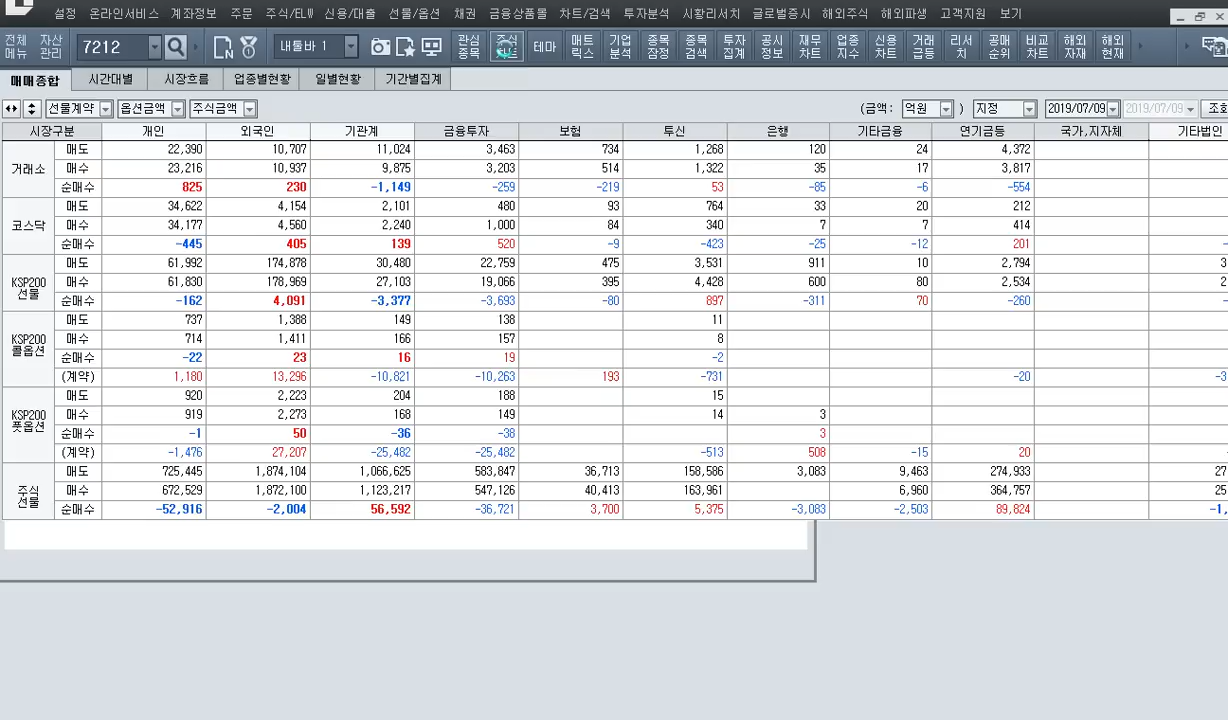 설정 온라인서비스 계좌정보 주문 주식/ELW 신용/대출 선물/옵션 채권 금융상품몰 차트/검색 투자분석 시황리서치 글로벌증시 해외주식 해외파생 고객지원 보기
전체메뉴 자산관리 7212 내툴바 1 관심종목 테마 매트릭스 기업분석 종목잠정 종목검색 투자집계 공시정보 재무차트 업종지수 신용차트 거래급등 리서치 공매순위 비교차트 해외자재 해외현재
매매종합 시간대별 시장흐름 업종별현황 일별현황 기간별집계
선물계약 옵션금액 주식금액 (금액: 억원 ) 지정 2019/07/09 2019/07/09 조회
시장구분 개인 외국인 기관계 금융투자 보험 투신 은행 기타금융 연기금등 국가,지자체 기타법인
거래소 매도 22,390 10,707 11,024 3,463 734 1,268 120 24 4,372
매수 23,216 10,937 9,875 3,203 514 1,322 35 17 3,817
순매수 825 230 -1,149 -259 -219 53 -85 -6 -554
코스닥 매도 34,622 4,154 2,101 480 93 764 33 20 212
매수 34,177 4,560 2,240 1,000 84 340 7 7 414
순매수 -445 405 139 520 -9 -423 -25 -12 201 -
KSP200 선물 매도 61,992 174,878 30,480 22,759 475 3,531 911 10 2,794 3
매수 61,830 178,969 27,103 19,066 395 4,428 600 80 2,534 2
순매수 -162 4,091 -3,377 -3,693 -80 897 -311 70 -260
KSP200 콜옵션 매도 737 1,388 149 138 11
매수 714 1,411 166 157 8
순매수 -22 23 16 19 -2
(계약) 1,180 13,296 -10,821 -10,263 193 -731 -20 -3
KSP200 풋옵션 매도 920 2,223 204 188 15
매수 919 2,273 168 149 14 3
순매수 -1 50 -36 -38 3
(계약) -1,476 27,207 -25,482 -25,482 -513 508 -15 20 -
주식 선물 매도 725,445 1,874,104 1,066,625 583,847 36,713 158,586 3,083 9,463 274,933 27
매수 672,529 1,872,100 1,123,217 547,126 40,413 163,961 6,960 364,757 25
순매수 -52,916 -2,004 56,592 -36,721 3,700 5,375 -3,083 -2,503 89,824 -1,